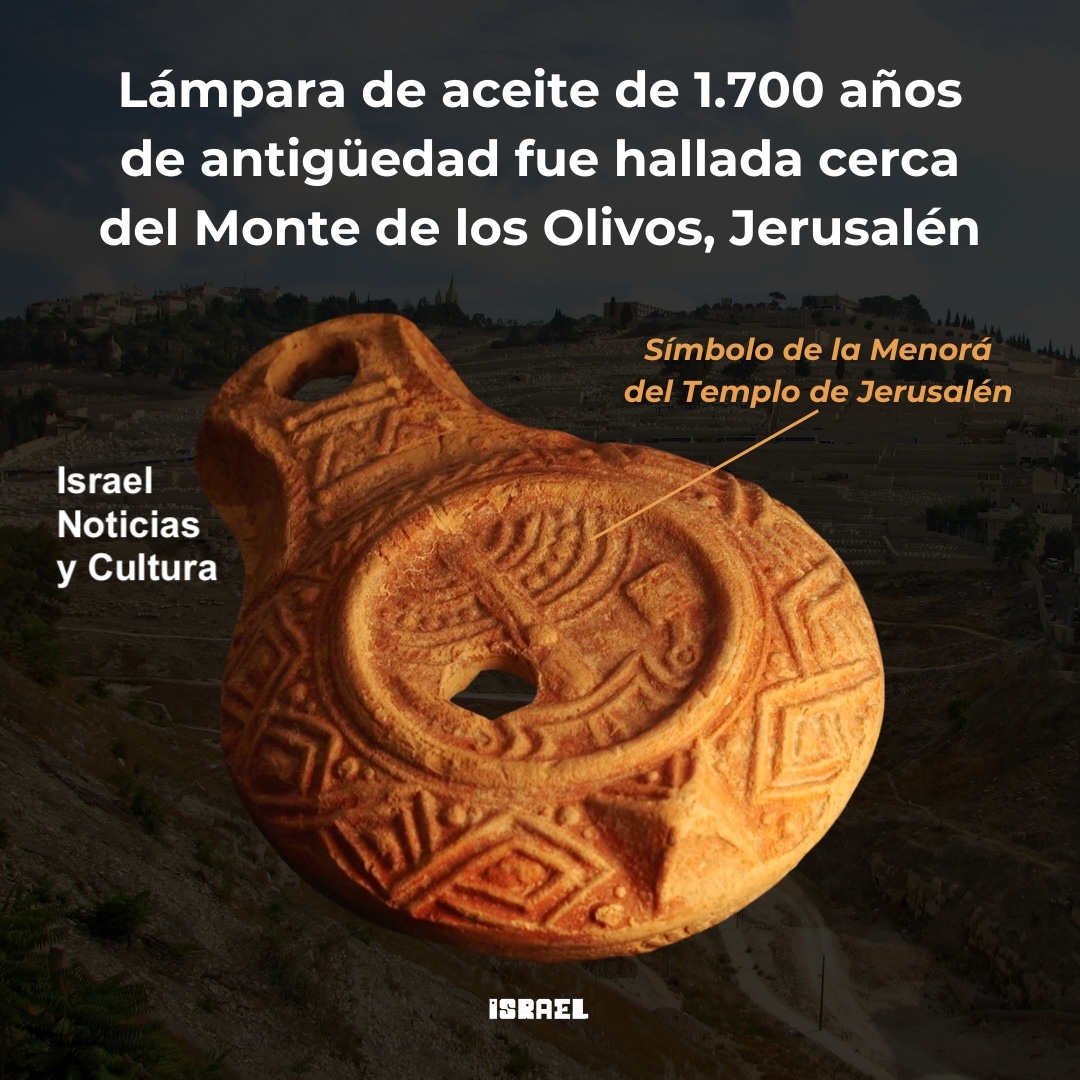 Lámpara de aceite de 1.700 años
de antigüedad fue hallada cerca
del Monte de los Olivos, Jerusalén
Símbolo de la Menorá
del Templo de Jerusalén
Israel
Noticias
y Cultura
ISRAEL